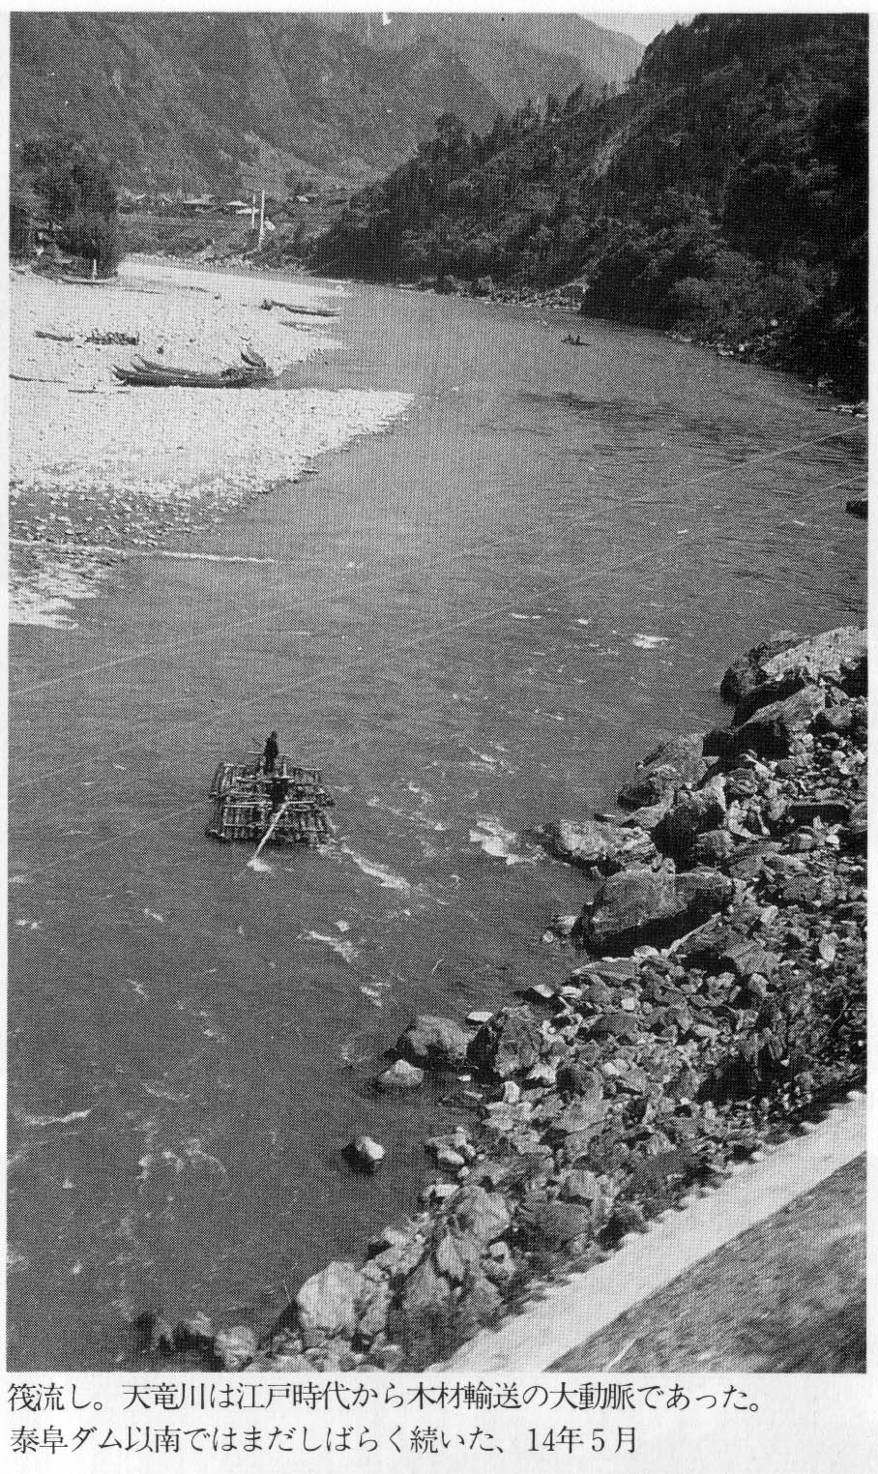 筏流し。天竜川は江戸時代から木材輸送の大動脈であった。
泰阜ダム以南ではまだしばらく続いた、14年5月